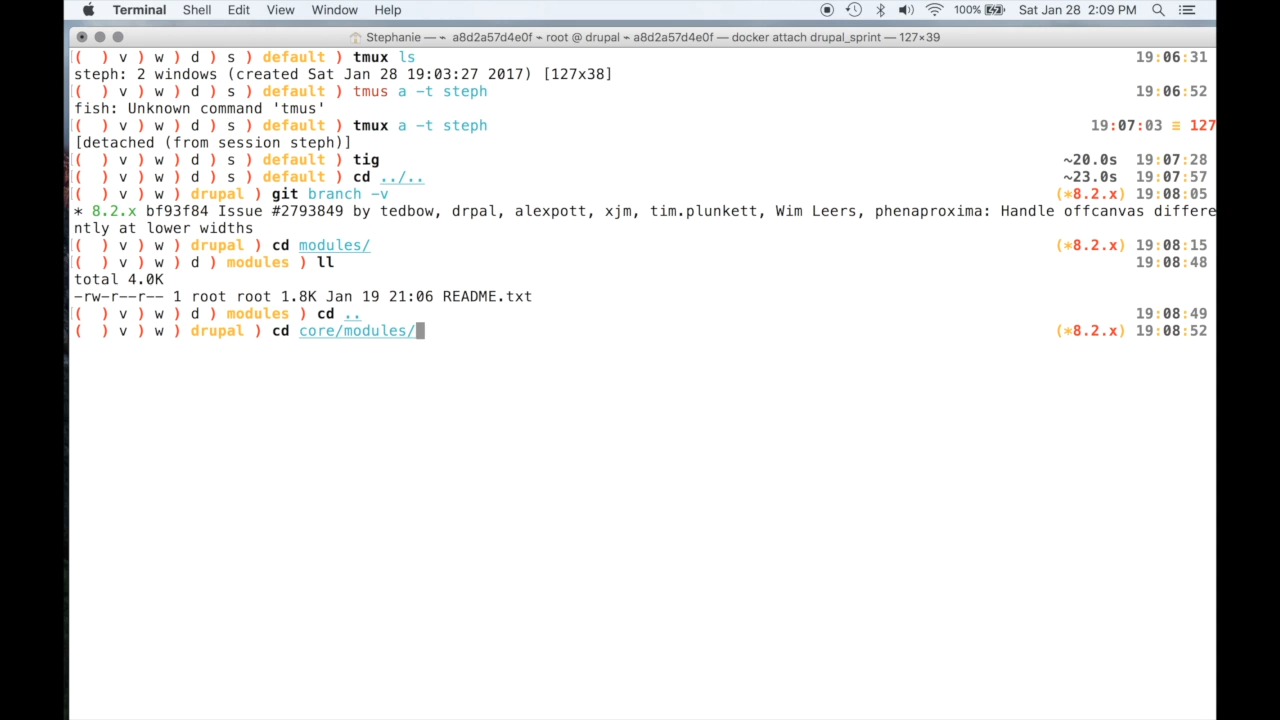 Terminal Shell Edit View Window Help 100% Sat Jan 28 2:09 PM
Stephanie — ⌁ a8d2a57d4e0f ⌁ root @ drupal ⌁ a8d2a57d4e0f — docker attach drupal_sprint — 127×39
( ) v ) w ) d ) s ) default ) tmux ls 19:06:31
steph: 2 windows (created Sat Jan 28 19:03:27 2017) [127x38]
( ) v ) w ) d ) s ) default ) tmus a -t steph 19:06:52
fish: Unknown command 'tmus'
( ) v ) w ) d ) s ) default ) tmux a -t steph 19:07:03 ≡ 127
[detached (from session steph)]
( ) v ) w ) d ) s ) default ) tig ~20.0s 19:07:28
( ) v ) w ) d ) s ) default ) cd ../.. ~23.0s 19:07:57
( ) v ) w ) drupal ) git branch -v (*8.2.x) 19:08:05
* 8.2.x bf93f84 Issue #2793849 by tedbow, drpal, alexpott, xjm, tim.plunkett, Wim Leers, phenaproxima: Handle offcanvas differe
ntly at lower widths
( ) v ) w ) drupal ) cd modules/ (*8.2.x) 19:08:15
( ) v ) w ) d ) modules ) ll 19:08:48
total 4.0K
-rw-r--r-- 1 root root 1.8K Jan 19 21:06 README.txt
( ) v ) w ) d ) modules ) cd .. 19:08:49
( ) v ) w ) drupal ) cd core/modules/ (*8.2.x) 19:08:52